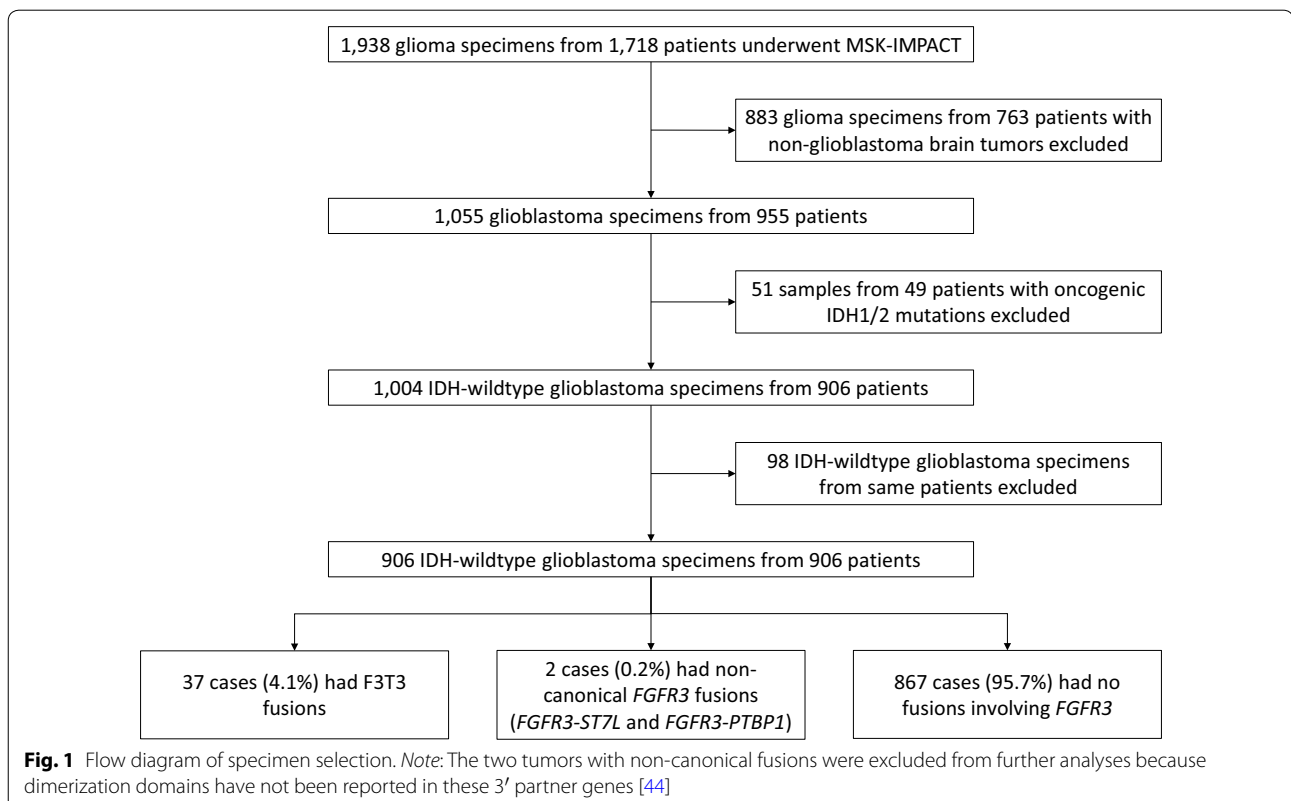 1,938 glioma specimens from 1,718 patients underwent MSK-IMPACT
883 glioma specimens from 763 patients with
non-glioblastoma brain tumors excluded
1,055 glioblastoma specimens from 955 patients
51 samples from 49 patients with oncogenic
IDH1/2 mutations excluded
1,004 IDH-wildtype glioblastoma specimens from 906 patients
98 IDH-wildtype glioblastoma specimens
from same patients excluded
906 IDH-wildtype glioblastoma specimens from 906 patients
37 cases (4.1%) had F3T3
fusions
2 cases (0.2%) had non-
canonical FGFR3 fusions
(FGFR3-ST7L and FGFR3-PTBP1)
867 cases (95.7%) had no
fusions involving FGFR3
Fig. 1 Flow diagram of specimen selection. Note: The two tumors with non-canonical fusions were excluded from further analyses because
dimerization domains have not been reported in these 3′ partner genes [44]